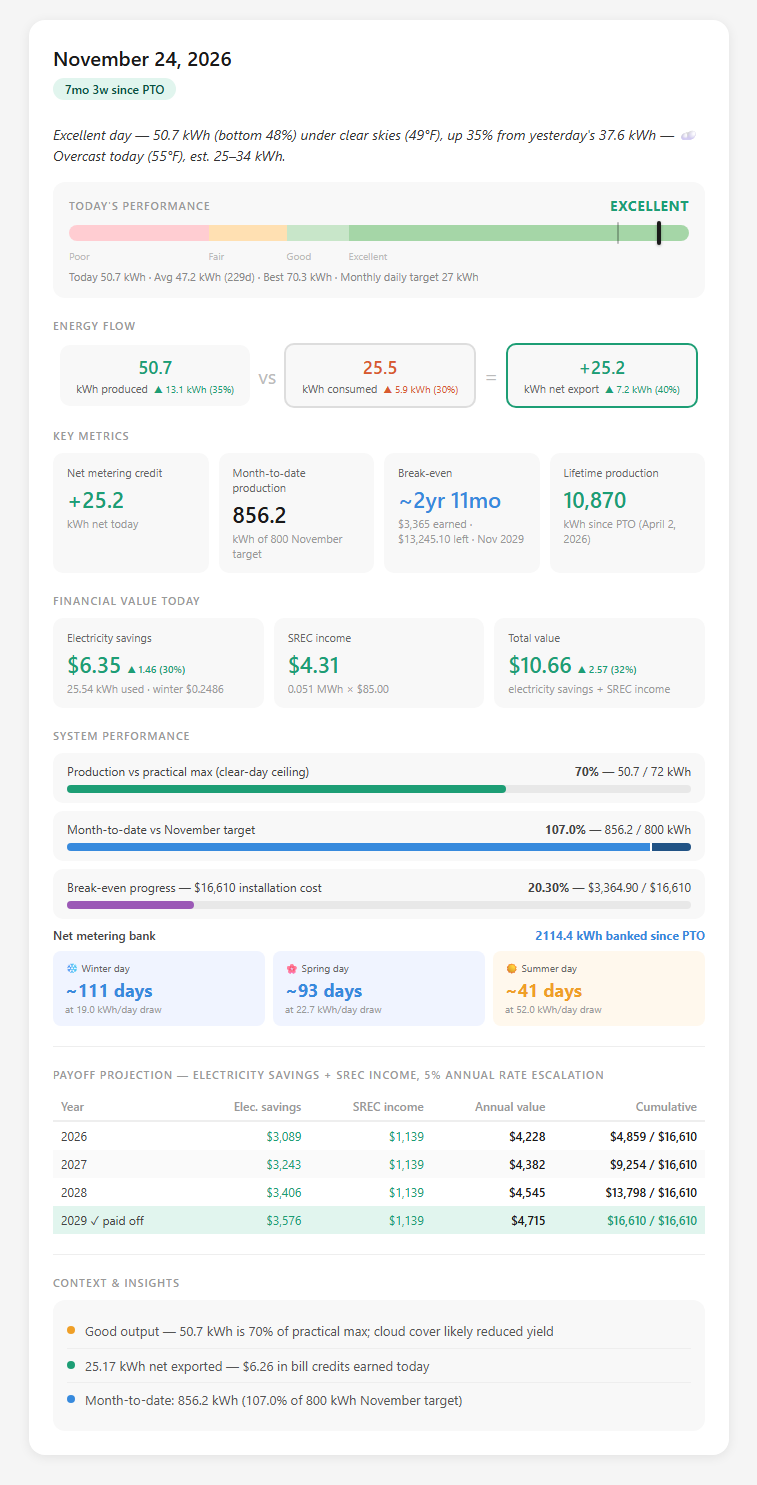 November 24, 2026
7mo 3w since PTO
Excellent day — 50.7 kWh (bottom 48%) under clear skies (49°F), up 35% from yesterday's 37.6 kWh —
Overcast today (55°F), est. 25–34 kWh.
TODAY'S PERFORMANCE
EXCELLENT
Poor
Fair
Good
Excellent
Today 50.7 kWh · Avg 47.2 kWh (229d) · Best 70.3 kWh · Monthly daily target 27 kWh
ENERGY FLOW
50.7
kWh produced ▲ 13.1 kWh (35%)
VS
25.5
kWh consumed ▲ 5.9 kWh (30%)
=
+25.2
kWh net export ▲ 7.2 kWh (40%)
KEY METRICS
Net metering credit
+25.2
kWh net today
Month-to-date
production
856.2
kWh of 800 November
target
Break-even
~2yr 11mo
$3,365 earned ·
$13,245.10 left · Nov 2029
Lifetime production
10,870
kWh since PTO (April 2,
2026)
FINANCIAL VALUE TODAY
Electricity savings
$6.35 ▲ 1.46 (30%)
25.54 kWh used · winter $0.2486
SREC income
$4.31
0.051 MWh × $85.00
Total value
$10.66 ▲ 2.57 (32%)
electricity savings + SREC income
SYSTEM PERFORMANCE
Production vs practical max (clear-day ceiling)
70% — 50.7 / 72 kWh
Month-to-date vs November target
107.0% — 856.2 / 800 kWh
Break-even progress — $16,610 installation cost
20.30% — $3,364.90 / $16,610
Net metering bank
2114.4 kWh banked since PTO
Winter day
~111 days
at 19.0 kWh/day draw
Spring day
~93 days
at 22.7 kWh/day draw
Summer day
~41 days
at 52.0 kWh/day draw
PAYOFF PROJECTION — ELECTRICITY SAVINGS + SREC INCOME, 5% ANNUAL RATE ESCALATION
Year Elec. savings SREC income Annual value Cumulative
2026 $3,089 $1,139 $4,228 $4,859 / $16,610
2027 $3,243 $1,139 $4,382 $9,254 / $16,610
2028 $3,406 $1,139 $4,545 $13,798 / $16,610
2029 ✓ paid off $3,576 $1,139 $4,715 $16,610 / $16,610
CONTEXT & INSIGHTS
Good output — 50.7 kWh is 70% of practical max; cloud cover likely reduced yield
25.17 kWh net exported — $6.26 in bill credits earned today
Month-to-date: 856.2 kWh (107.0% of 800 kWh November target)